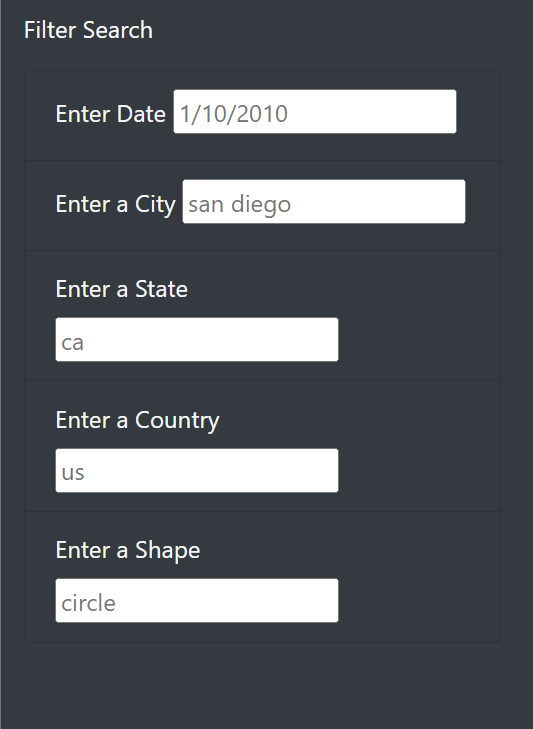 Filter Search
Enter Date 1/10/2010
Enter a City san diego
Enter a State
ca
Enter a Country
us
Enter a Shape
circle